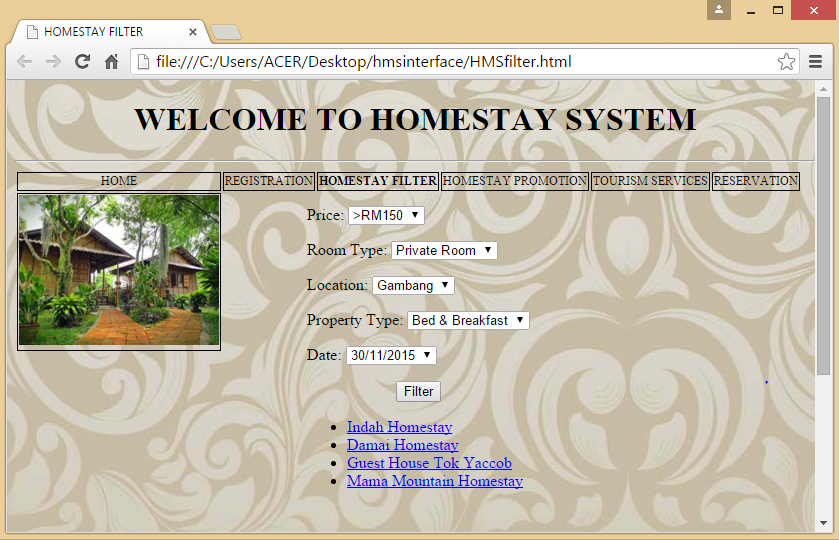 HOMESTAY FILTER
file:///C:/Users/ACER/Desktop/hmsinterface/HMSfilter.html
WELCOME TO HOMESTAY SYSTEM
HOME REGISTRATION HOMESTAY FILTER HOMESTAY PROMOTION TOURISM SERVICES RESERVATION
Price: >RM150
Room Type: Private Room
Location: Gambang
Property Type: Bed & Breakfast
Date: 30/11/2015
Filter
Indah Homestay
Damai Homestay
Guest House Tok Yaccob
Mama Mountain Homestay